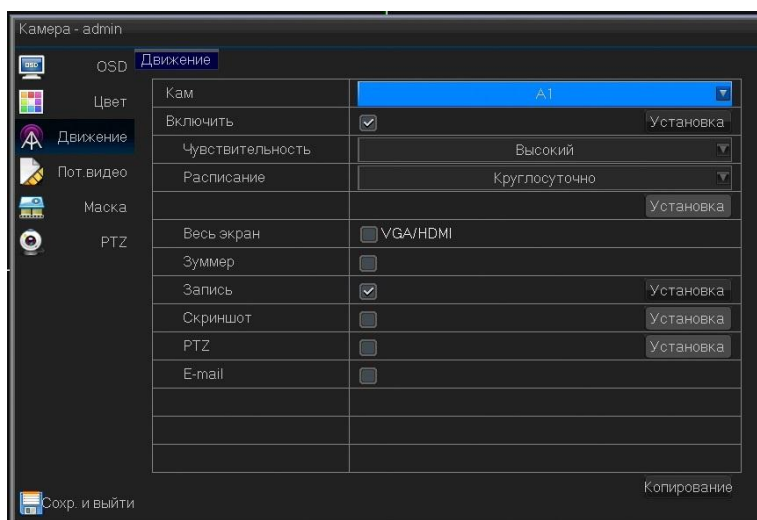 Камера - admin
OSD
Движение
Цвет
Движение
Пот.видео
Маска
PTZ
Кам A1
Включить Установка
Чувствительность Высокий
Расписание Круглосуточно
Установка
Весь экран VGA/HDMI
Зуммер
Запись Установка
Скриншот Установка
PTZ Установка
E-mail
Копирование
Сохр. и выйти